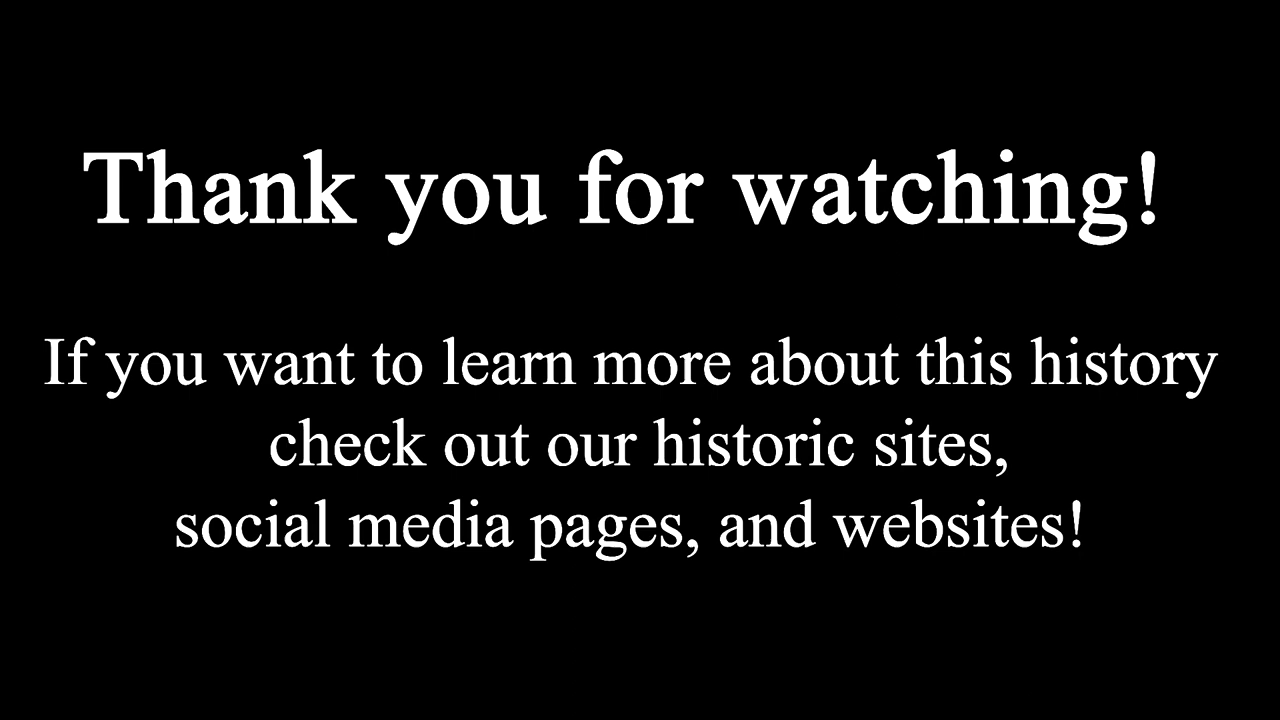 Thank you for watching!
If you want to learn more about this history
check out our historic sites,
social media pages, and websites!